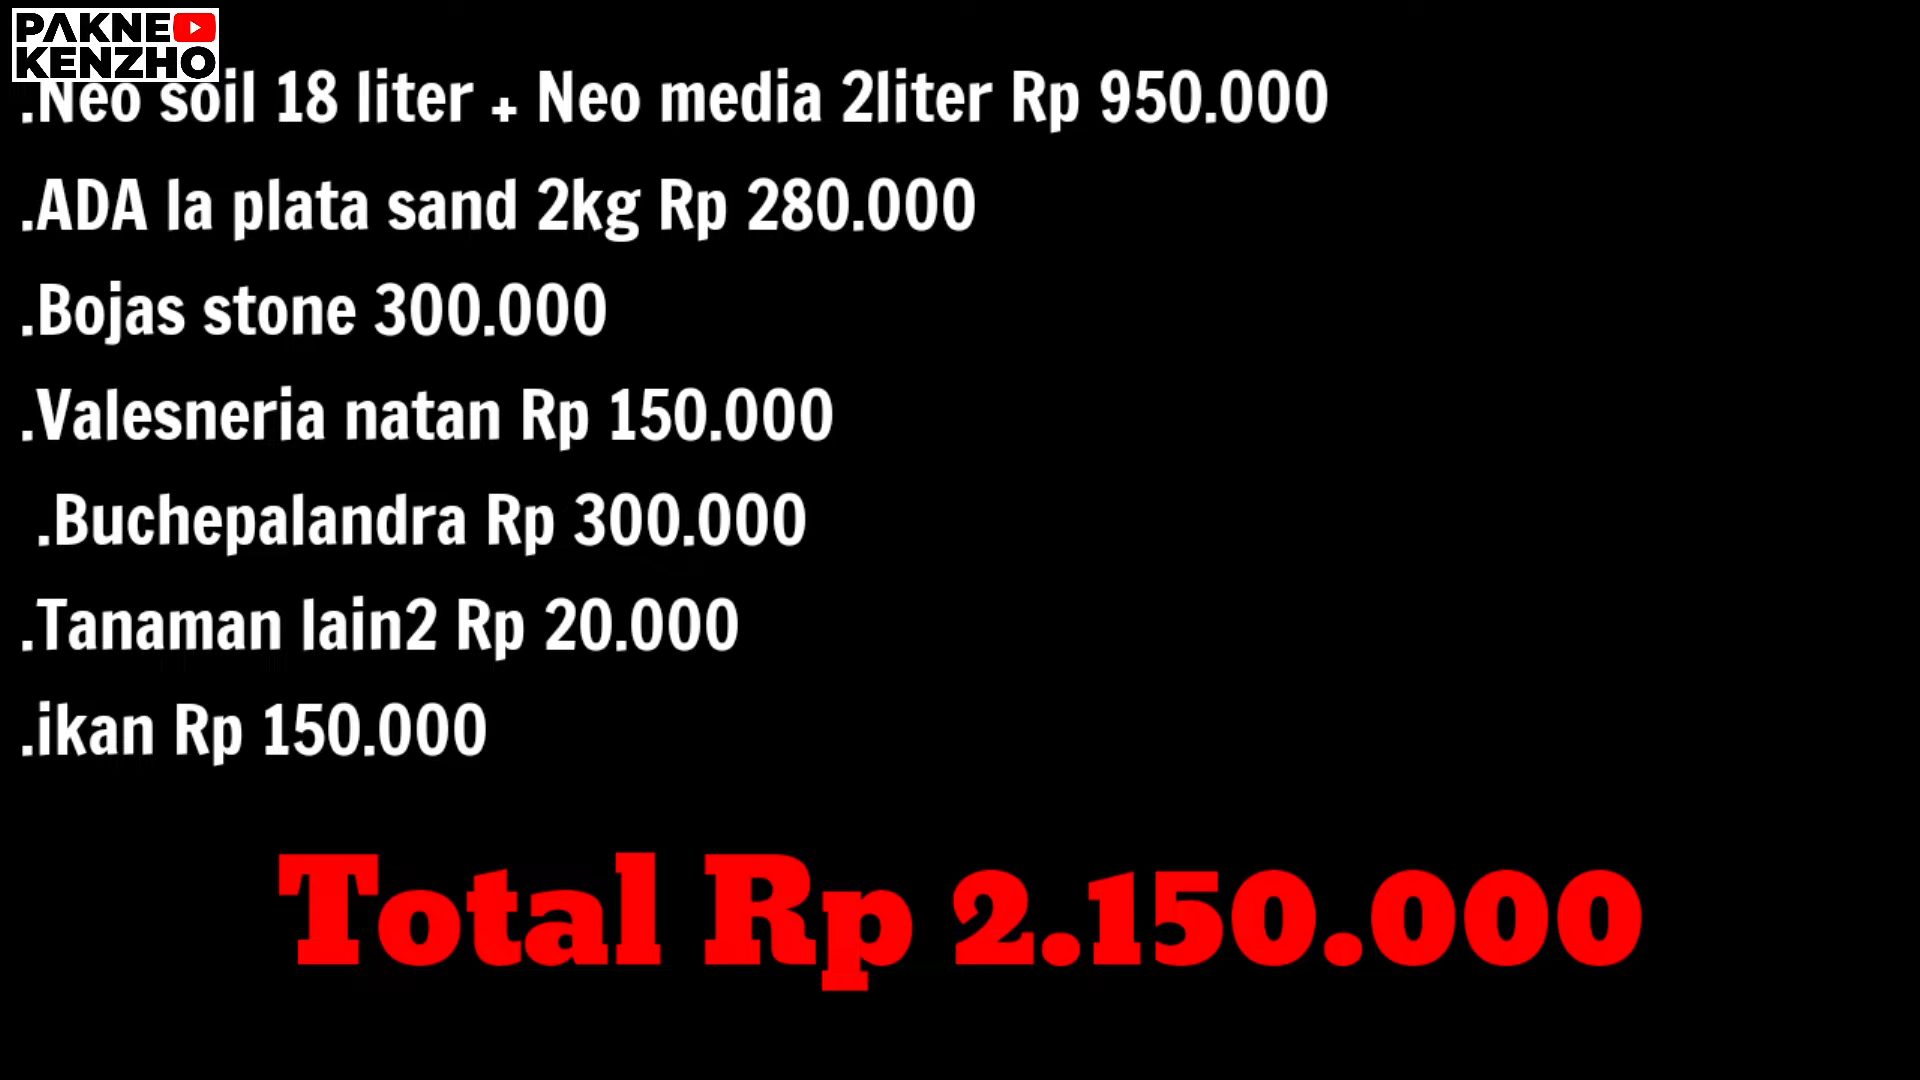 PAKNE
KENZHO
.Neo soil 18 liter + Neo media 2liter Rp 950.000
.ADA la plata sand 2kg Rp 280.000
.Bojas stone 300.000
.Valesneria natan Rp 150.000
.Buchepalandra Rp 300.000
.Tanaman lain2 Rp 20.000
.ikan Rp 150.000
Total Rp 2.150.000